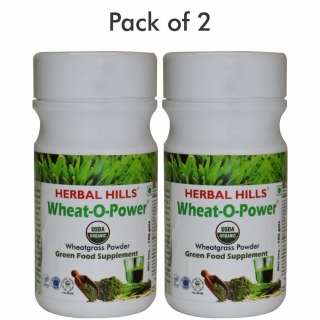 Pack of 2
HERBAL HILLS
Wheat-O-Power
USDA
ORGANIC
Wheatgrass Powder
Green Food Supplement
HERBAL HILLS
Wheat-O-Power
USDA
ORGANIC
Wheatgrass Powder
Green Food Supplement